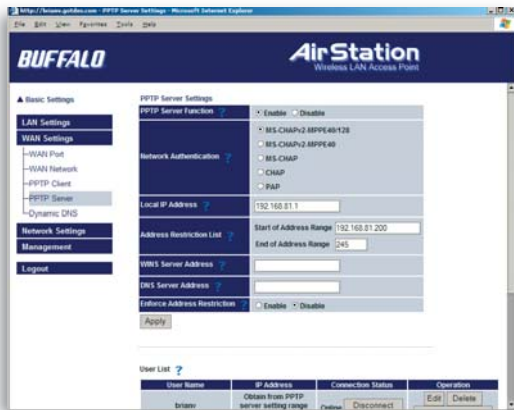 http://brianv.gotdns.com - PPTP Server Settings - Microsoft Internet Explorer
File Edit View Favorites Tools Help
BUFFALO
AirStation
Wireless LAN Access Point
▲ Basic Settings
LAN Settings
WAN Settings
WAN Port
WAN Network
PPTP Client
PPTP Server
Dynamic DNS
Network Settings
Management
Logout
PPTP Server Settings
PPTP Server Function ? Enable Disable
Network Authentication ?
MS-CHAPv2-MPPE40/128
MS-CHAPv2-MPPE40
MS-CHAP
CHAP
PAP
Local IP Address ? 192.168.81.1
Address Restriction List ?
Start of Address Range 192.168.81.200
End of Address Range 245
WINS Server Address ?
DNS Server Address ?
Enforce Address Restriction ? Enable Disable
Apply
User List ?
User Name IP Address Connection Status Operation
brianv
Obtain from PPTP
server setting range
Online Disconnect
Edit Delete